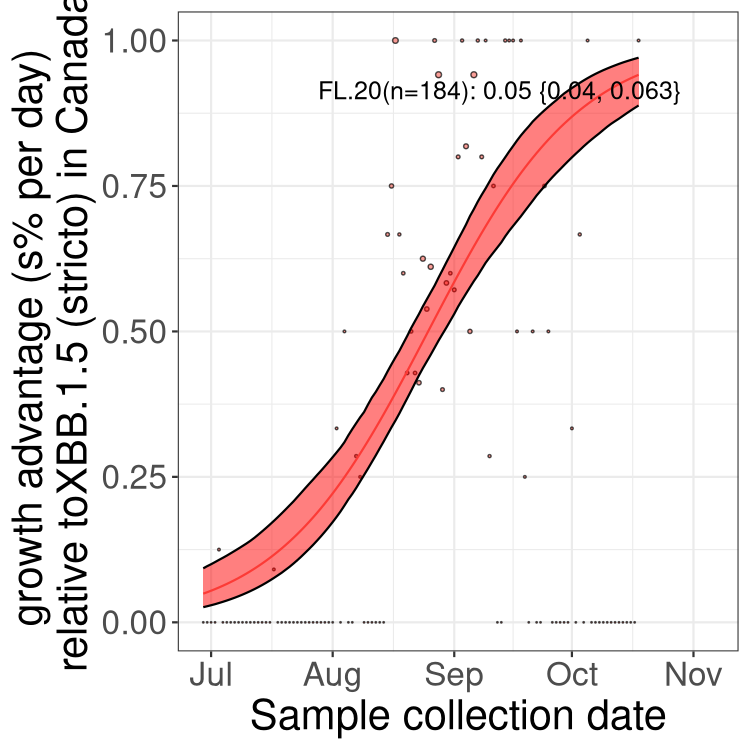 growth advantage (s% per day)
relative toXBB.1.5 (stricto) in Canada
1.00
0.75
0.50
0.25
0.00
FL.20(n=184): 0.05 {0.04, 0.063}
Jul Aug Sep Oct Nov
Sample collection date